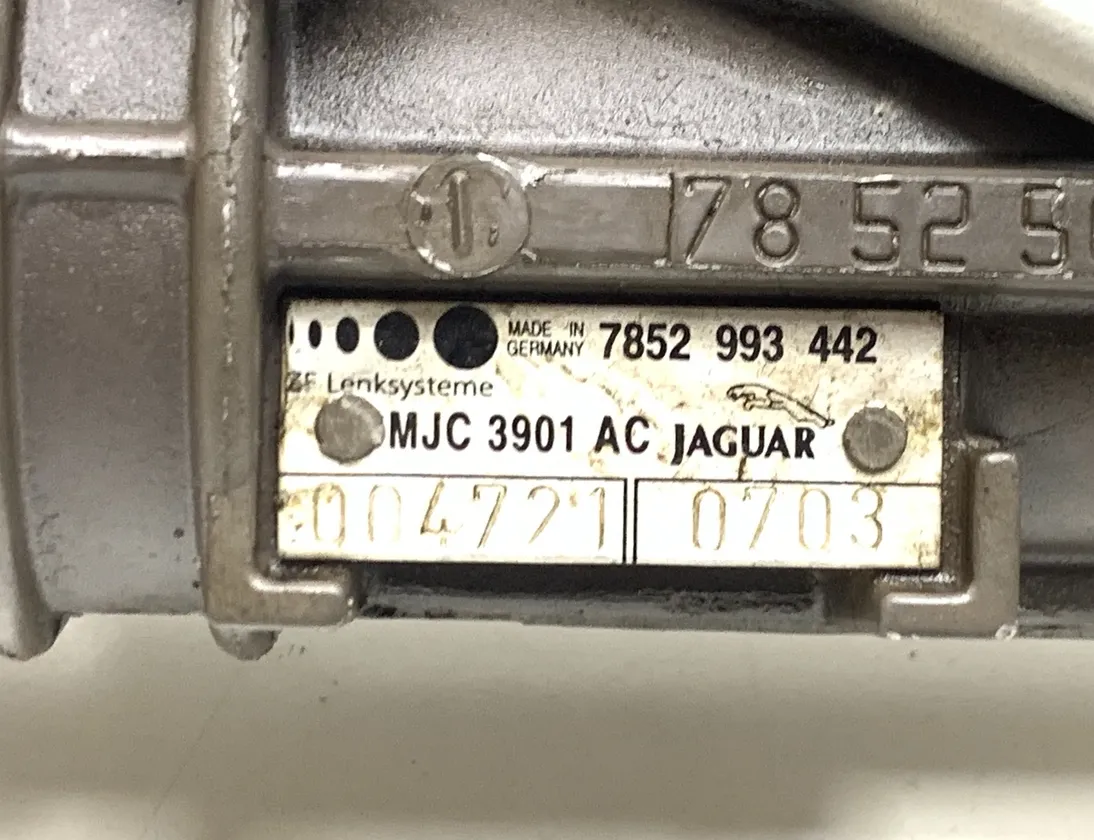 1
78 52 5
MADE IN
GERMANY 7852 993 442
ZF Lenksysteme
MJC 3901 AC JAGUAR
004721 0703